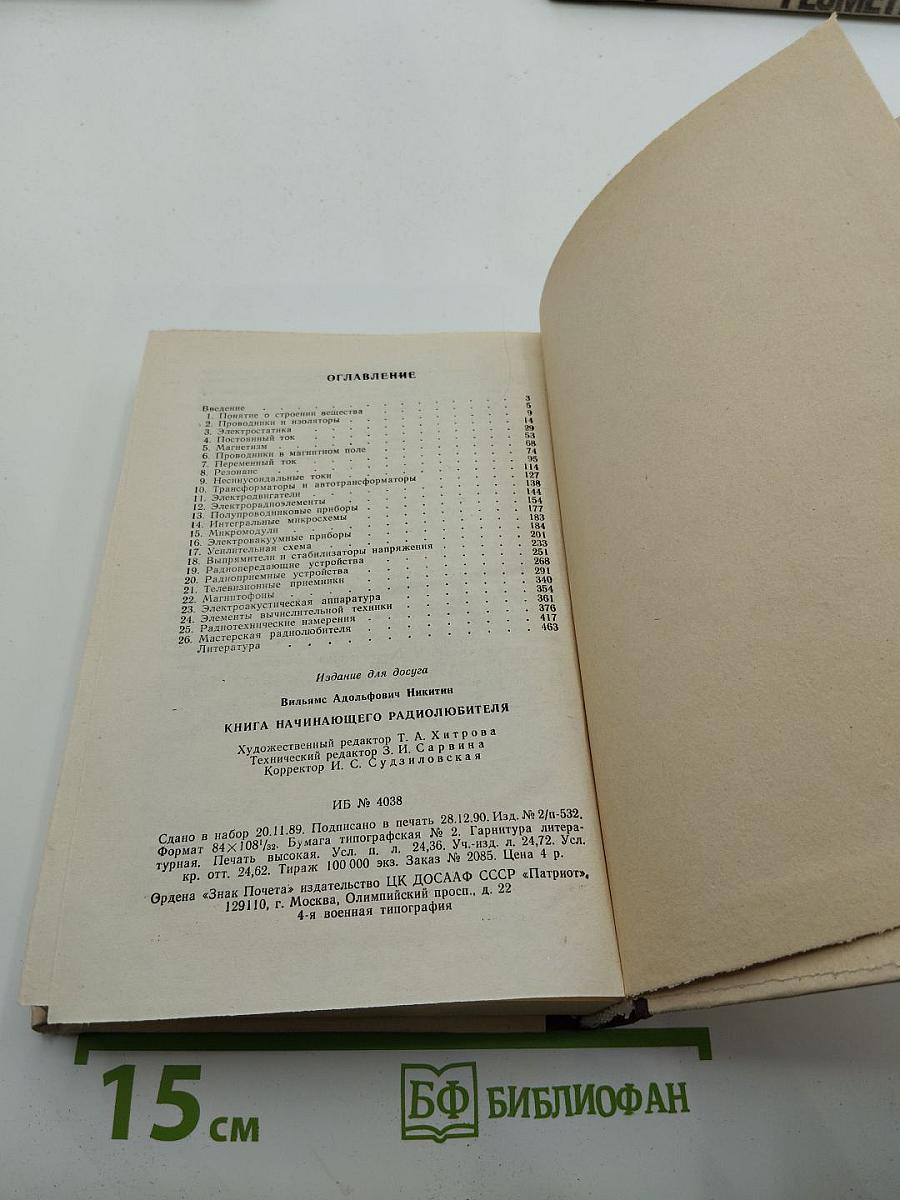 ГЕОМЕТ
ОГЛАВЛЕНИЕ
Введение . . . . . . . . . . . 3
1. Понятие о строении вещества . . . . . . . 5
2. Проводники и изоляторы . . . . . . . . 9
3. Электростатика . . . . . . . . . . 14
4. Постоянный ток . . . . . . . . . . 29
5. Магнетизм . . . . . . . . . . . 53
6. Проводники в магнитном поле . . . . . . . 68
7. Переменный ток . . . . . . . . . . 74
8. Резонанс . . . . . . . . . . . 95
9. Несинусоидальные токи . . . . . . . . 114
10. Трансформаторы и автотрансформаторы . . . . . 127
11. Электродвигатели . . . . . . . . . 138
12. Электрорадиоэлементы . . . . . . . . 144
13. Полупроводниковые приборы . . . . . . . 154
14. Интегральные микросхемы . . . . . . . 177
15. Микромодули . . . . . . . . . . 183
16. Электровакуумные приборы . . . . . . . 184
17. Усилительная схема . . . . . . . . . 201
18. Выпрямители и стабилизаторы напряжения . . . . 233
19. Радиопередающие устройства . . . . . . . 251
20. Радиоприемные устройства . . . . . . . 268
21. Телевизионные приемники . . . . . . . 291
22. Магнитофоны . . . . . . . . . . 340
23. Электроакустическая аппаратура . . . . . . 354
24. Элементы вычислительной техники . . . . . . 361
25. Радиотехнические измерения . . . . . . . 376
26. Мастерская радиолюбителя . . . . . . . 417
Литература . . . . . . . . . . . 463
Издание для досуга
Вильямс Адольфович Никитин
КНИГА НАЧИНАЮЩЕГО РАДИОЛЮБИТЕЛЯ
Художественный редактор Т. А. Хитрова
Технический редактор З. И. Сарвина
Корректор И. С. Судзиловская
ИБ № 4038
Сдано в набор 20.11.89. Подписано в печать 28.12.90. Изд. № 2/п-532.
Формат 84×108¹/₃₂. Бумага типографская № 2. Гарнитура литера-
турная. Печать высокая. Усл. п. л. 24,36. Уч.-изд. л. 24,72. Усл.
кр. отт. 24,62. Тираж 100 000 экз. Заказ № 2085. Цена 4 р.
Ордена «Знак Почета» издательство ЦК ДОСААФ СССР «Патриот»,
129110, г. Москва, Олимпийский просп., д. 22
4-я военная типография
15 см
БФ БИБЛИОФАН